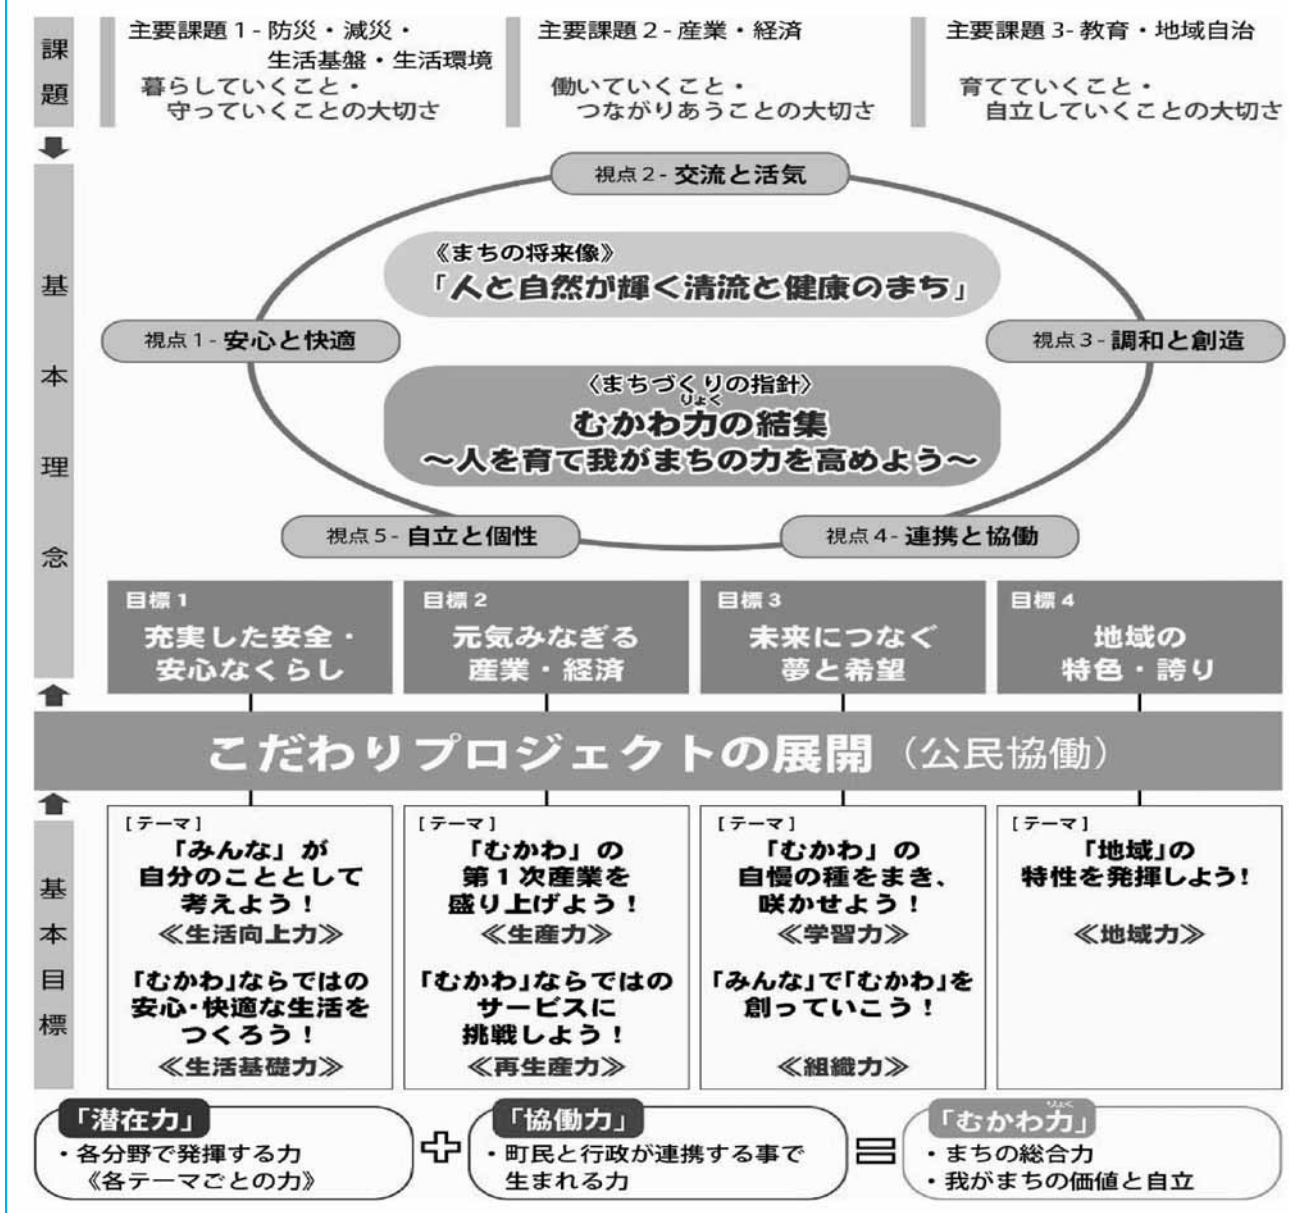 課題
主要課題1-防災・減災・
生活基盤・生活環境
暮らしていくこと・
守っていくことの大切さ
主要課題2-産業・経済
働いていくこと・
つながりあうことの大切さ
主要課題3-教育・地域自治
育てていくこと・
自立していくことの大切さ
基本理念
視点2-交流と活気
《まちの将来像》
「人と自然が輝く清流と健康のまち」
視点1-安心と快適
視点3-調和と創造
〈まちづくりの指針〉
りょく
むかわ力の結集
～人を育て我がまちの力を高めよう～
視点5-自立と個性
視点4-連携と協働
目標1
充実した安全・
安心なくらし
目標2
元気みなぎる
産業・経済
目標3
未来につなぐ
夢と希望
目標4
地域の
特色・誇り
こだわりプロジェクトの展開（公民協働）
基本目標
[テーマ]
「みんな」が
自分のこととして
考えよう！
≪生活向上力≫
「むかわ」ならではの
安心・快適な生活を
つくろう！
≪生活基礎力≫
[テーマ]
「むかわ」の
第1次産業を
盛り上げよう！
≪生産力≫
「むかわ」ならではの
サービスに
挑戦しよう！
≪再生産力≫
[テーマ]
「むかわ」の
自慢の種をまき、
咲かせよう！
≪学習力≫
「みんな」で「むかわ」を
創っていこう！
≪組織力≫
[テーマ]
「地域」の
特性を発揮しよう！
≪地域力≫
「潜在力」
・各分野で発揮する力
《各テーマごとの力》
＋
「協働力」
・町民と行政が連携する事で
生まれる力
＝
りょく
「むかわ力」
・まちの総合力
・我がまちの価値と自立